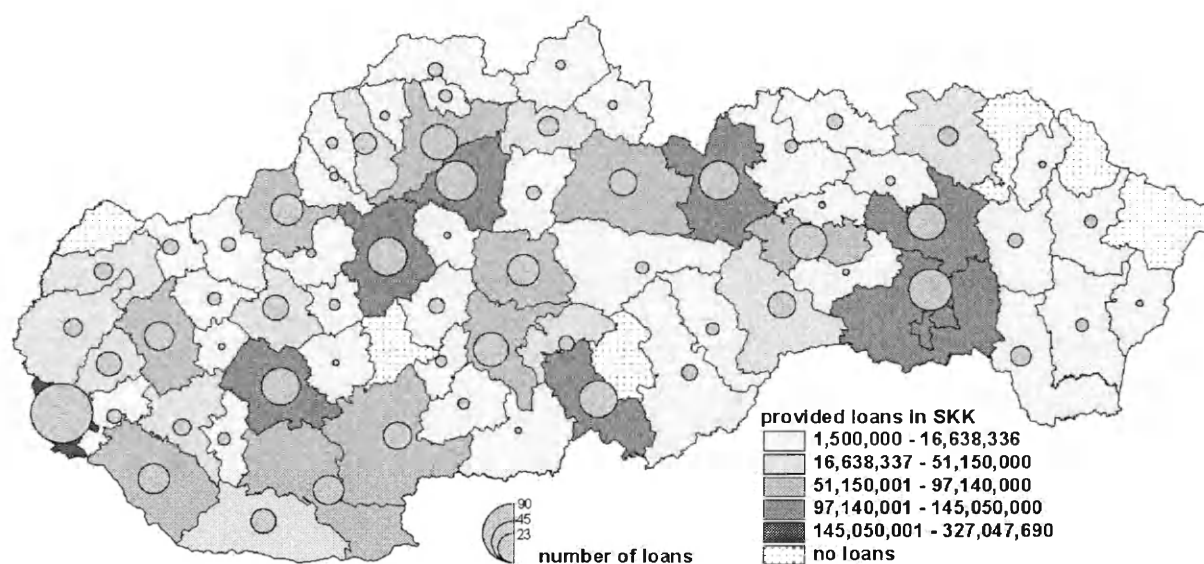 provided loans in SKK
1,500,000 - 16,638,336
16,638,337 - 51,150,000
51,150,001 - 97,140,000
97,140,001 - 145,050,000
145,050,001 - 327,047,690
no loans
90
45
23
number of loans